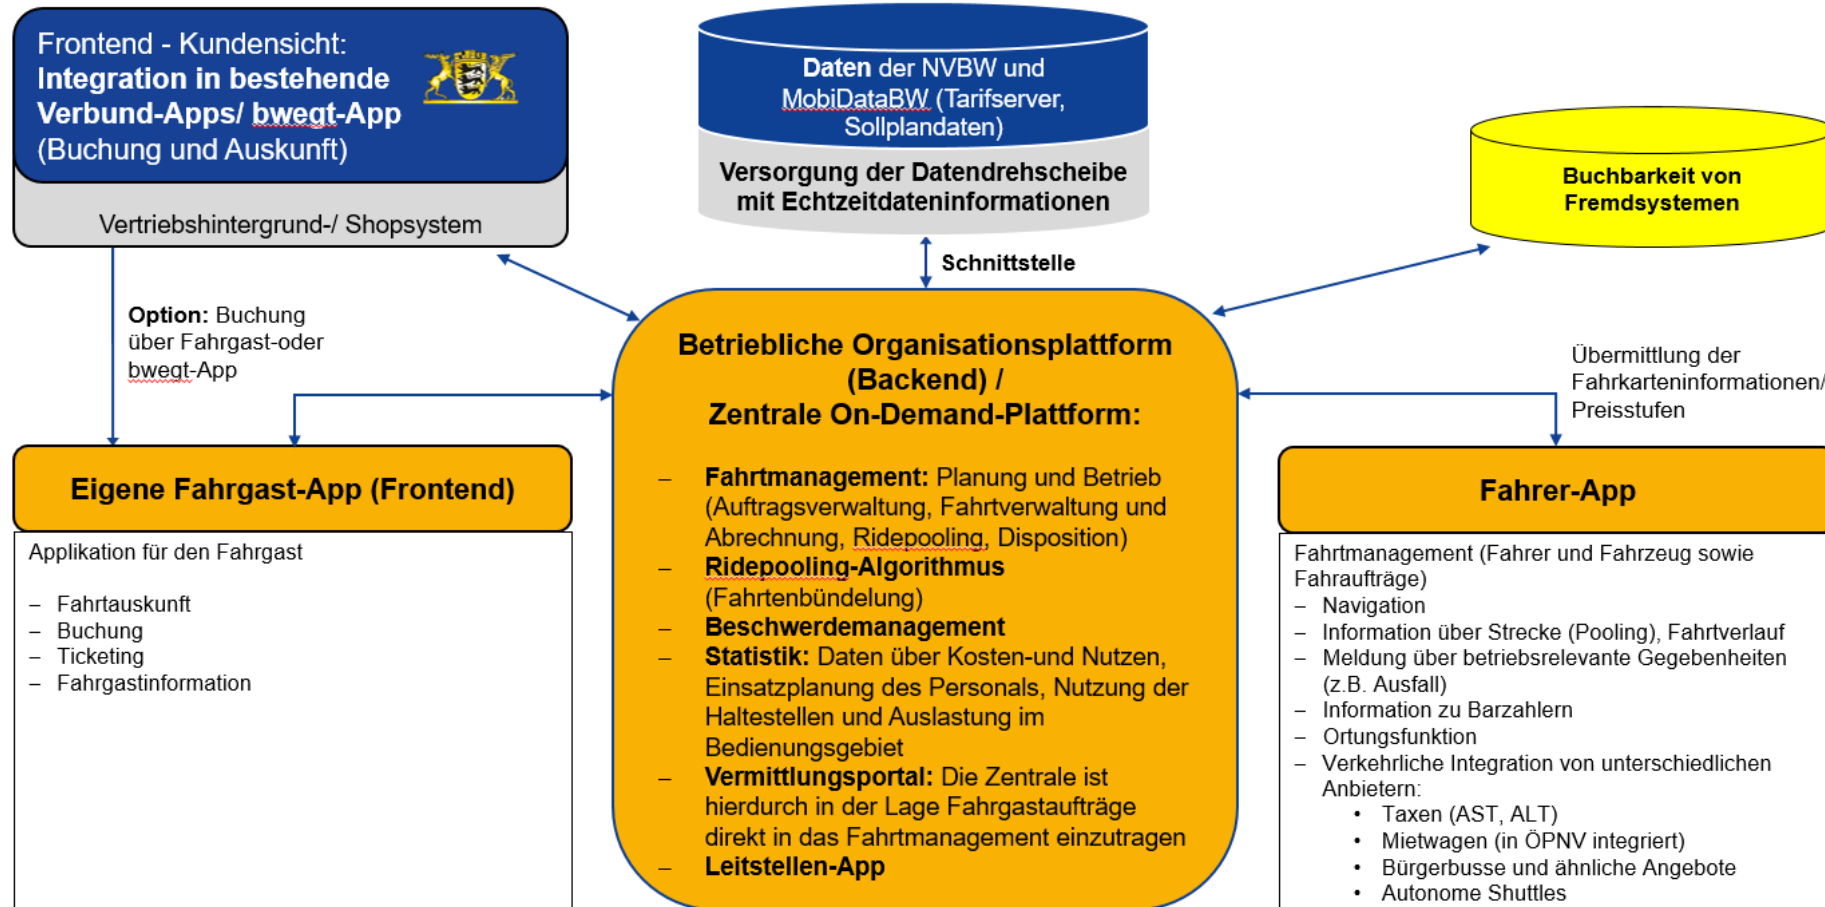 Frontend - Kundensicht:
Integration in bestehende
Verbund-Apps/ bwegt-App
(Buchung und Auskunft)
Vertriebshintergrund-/ Shopsystem
Daten der NVBW und
MobiDataBW (Tarifserver,
Sollplandaten)
Versorgung der Datendrehscheibe
mit Echtzeitdateninformationen
Buchbarkeit von
Fremdsystemen
Schnittstelle
Option: Buchung
über Fahrgast-oder
bwegt-App
Übermittlung der
Fahrkarteninformationen/
Preisstufen
Eigene Fahrgast-App (Frontend)
Applikation für den Fahrgast
– Fahrtauskunft
– Buchung
– Ticketing
– Fahrgastinformation
Betriebliche Organisationsplattform
(Backend) /
Zentrale On-Demand-Plattform:
– Fahrtmanagement: Planung und Betrieb
(Auftragsverwaltung, Fahrtverwaltung und
Abrechnung, Ridepooling, Disposition)
– Ridepooling-Algorithmus
(Fahrtenbündelung)
– Beschwerdemanagement
– Statistik: Daten über Kosten-und Nutzen,
Einsatzplanung des Personals, Nutzung der
Haltestellen und Auslastung im
Bedienungsgebiet
– Vermittlungsportal: Die Zentrale ist
hierdurch in der Lage Fahrgastaufträge
direkt in das Fahrtmanagement einzutragen
– Leitstellen-App
Fahrer-App
Fahrtmanagement (Fahrer und Fahrzeug sowie
Fahraufträge)
– Navigation
– Information über Strecke (Pooling), Fahrtverlauf
– Meldung über betriebsrelevante Gegebenheiten
(z.B. Ausfall)
– Information zu Barzahlern
– Ortungsfunktion
– Verkehrliche Integration von unterschiedlichen
Anbietern:
• Taxen (AST, ALT)
• Mietwagen (in ÖPNV integriert)
• Bürgerbusse und ähnliche Angebote
• Autonome Shuttles